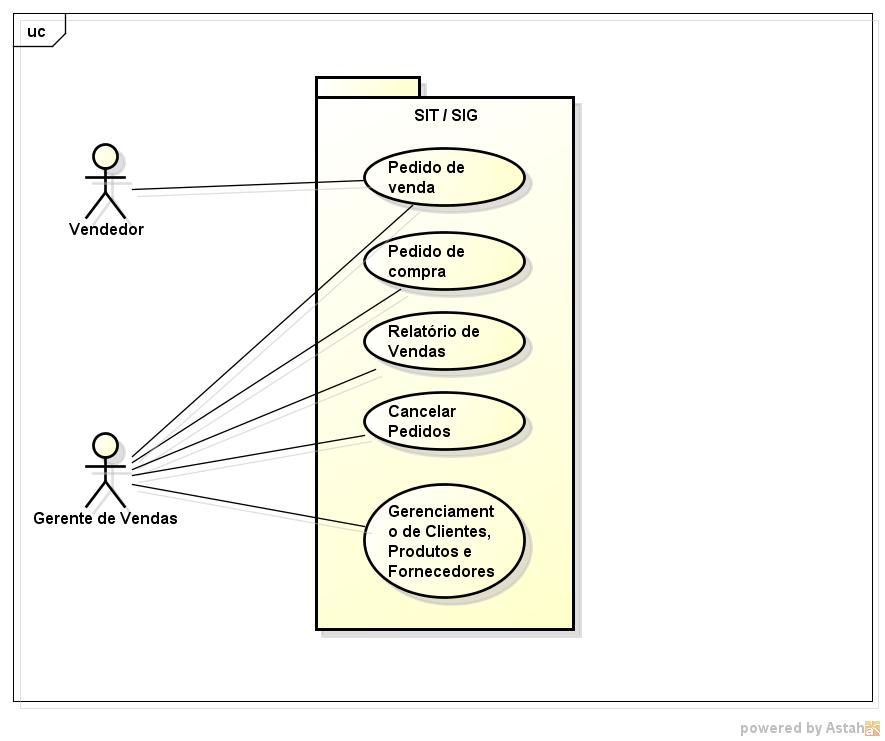 uc
SIT / SIG
Pedido de
venda
Vendedor
Pedido de
compra
Relatório de
Vendas
Cancelar
Pedidos
Gerente de Vendas
Gerenciament
o de Clientes,
Produtos e
Fornecedores
powered by Astah